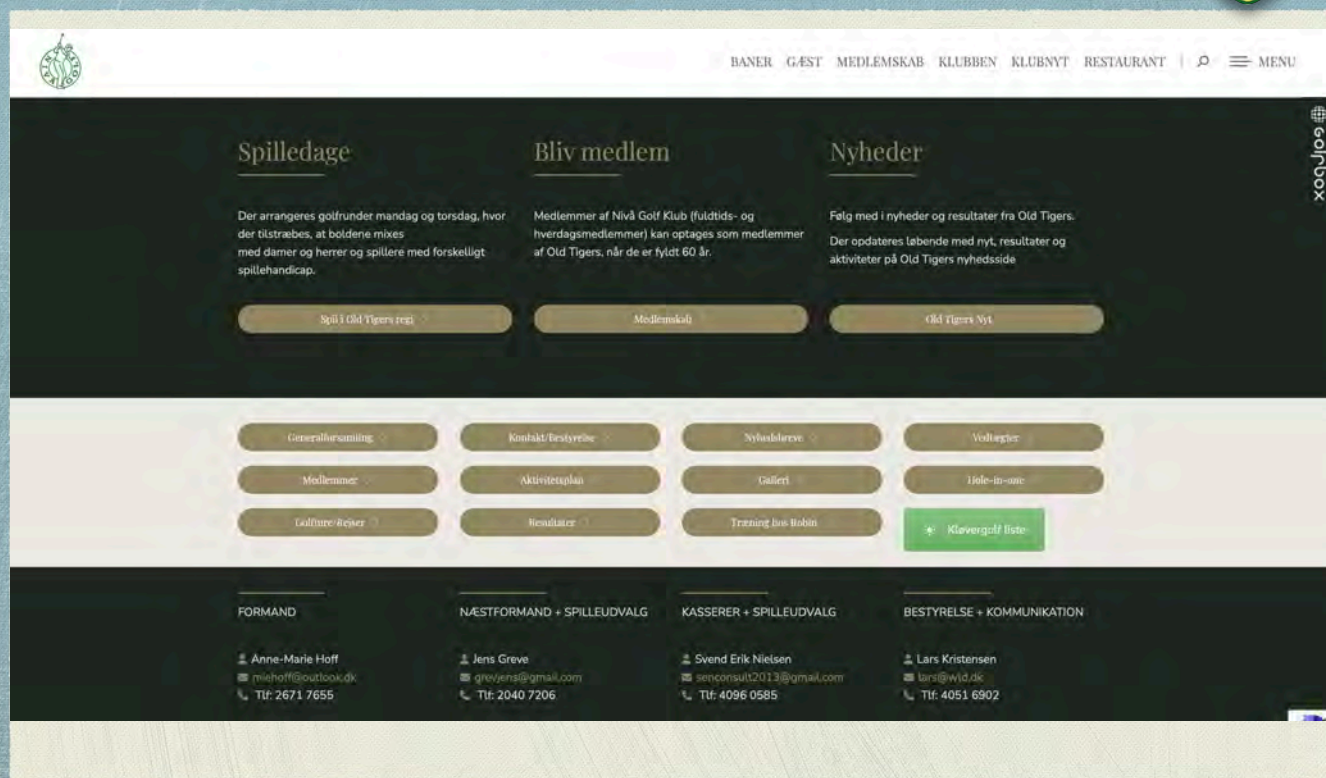 BANER GÆST MEDLEMSKAB KLUBBEN KLUBNYT RESTAURANT MENU
GOLFBOX
Spilledage
Der arrangeres golfrunder mandag og torsdag, hvor
der tilstræbes, at boldene mixes
med damer og herrer og spillere med forskelligt
spillehandicap.
Spil i Old Tigers regi
Bliv medlem
Medlemmer af Nivå Golf Klub (fuldtids- og
hverdagsmedlemmer) kan optages som medlemmer
af Old Tigers, når de er fyldt 60 år.
Medlemskab
Nyheder
Følg med i nyheder og resultater fra Old Tigers.
Der opdateres løbende med nyt, resultater og
aktiviteter på Old Tigers nyhedsside
Old Tigers Nyt
Generalforsamling Kontakt/Bestyrelse Nyhedsbreve Vedtægter
Medlemmer Aktivitetsplan Galleri Hole-in-one
Golfture/Rejser Resultater Træning hos Robin Kløvergolf liste
FORMAND
Anne-Marie Hoff
miehoff@outlook.dk
Tlf: 2671 7655
NÆSTFORMAND + SPILLEUDVALG
Jens Greve
grevjens@gmail.com
Tlf: 2040 7206
KASSERER + SPILLEUDVALG
Svend Erik Nielsen
senconsult2013@gmail.com
Tlf: 4096 0585
BESTYRELSE + KOMMUNIKATION
Lars Kristensen
lars@wld.dk
Tlf: 4051 6902